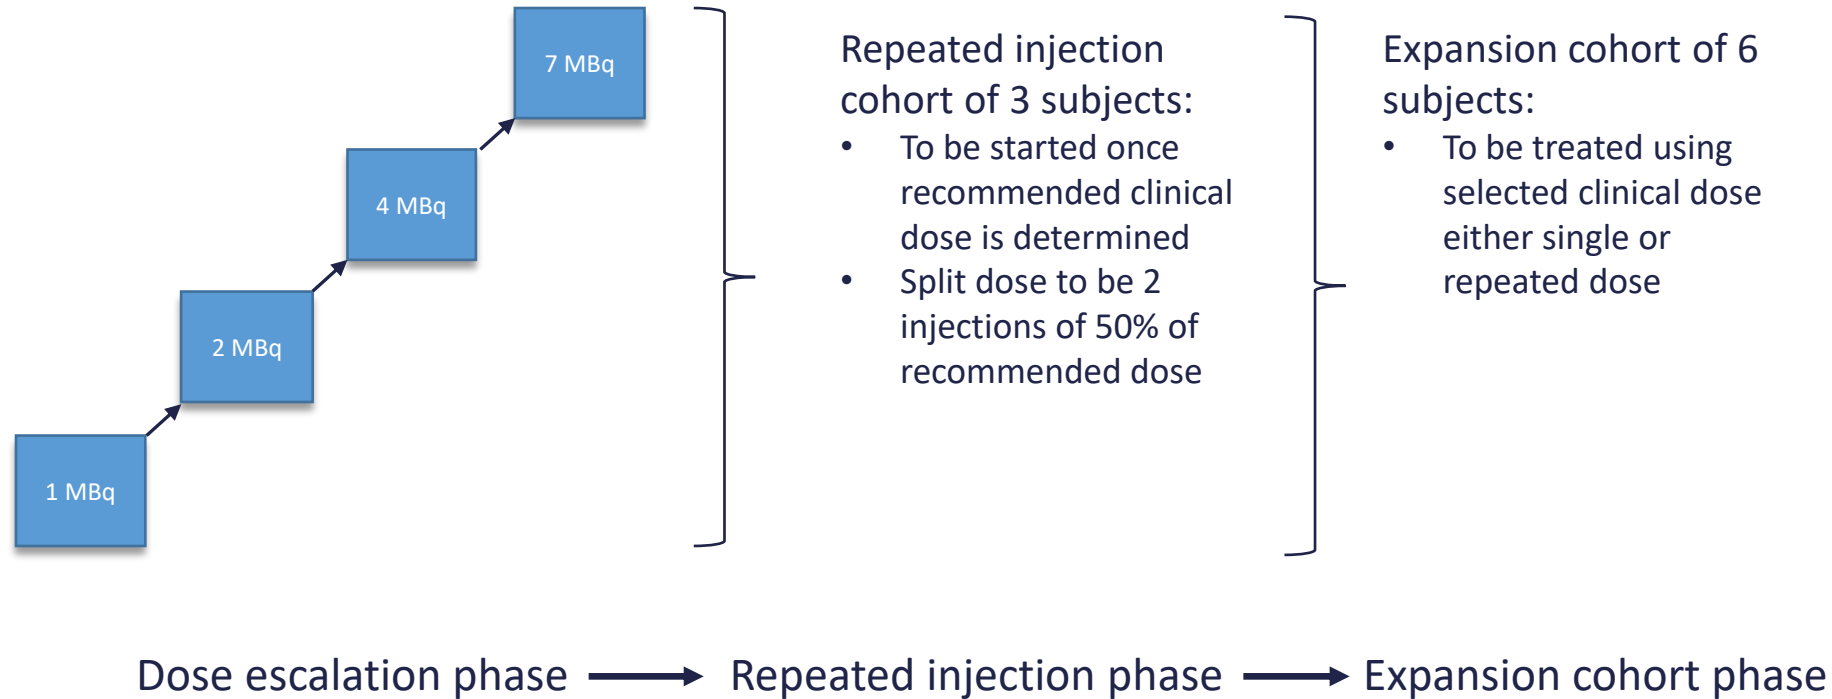 7 MBq
4 MBq
2 MBq
1 MBq
Repeated injection
cohort of 3 subjects:
• To be started once
recommended clinical
dose is determined
• Split dose to be 2
injections of 50% of
recommended dose
Expansion cohort of 6
subjects:
• To be treated using
selected clinical dose
either single or
repeated dose
Dose escalation phase
Repeated injection phase
Expansion cohort phase